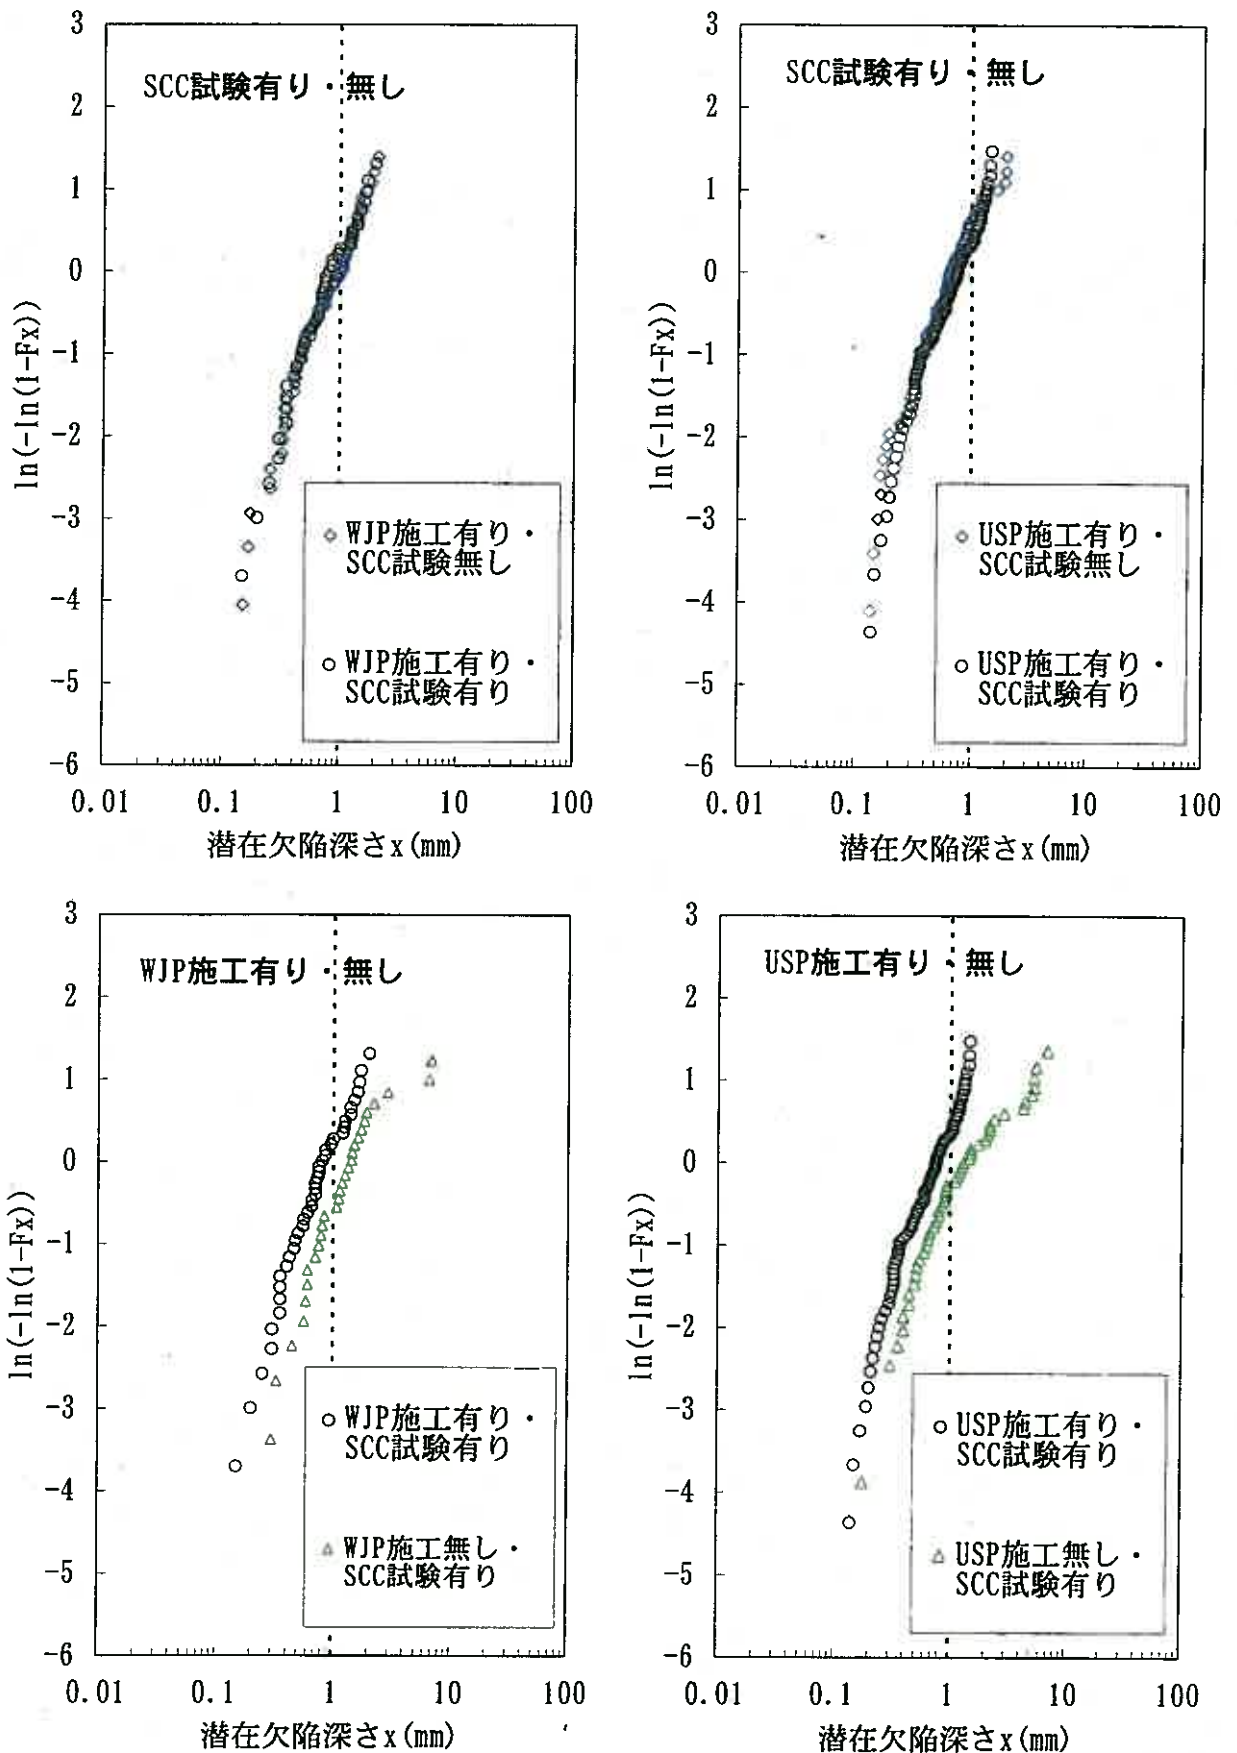 SCC試験有り・無し
3
2
1
0
-1
-2
-3
-4
-5
-6
ln(-ln(1-Fx))
WJP施工有り・
SCC試験無し
WJP施工有り・
SCC試験有り
0.01 0.1 1 10 100
潜在欠陥深さx(mm)
SCC試験有り・無し
3
2
1
0
-1
-2
-3
-4
-5
-6
ln(-ln(1-Fx))
USP施工有り・
SCC試験無し
USP施工有り・
SCC試験有り
0.01 0.1 1 10 100
潜在欠陥深さx(mm)
WJP施工有り・無し
3
2
1
0
-1
-2
-3
-4
-5
-6
ln(-ln(1-Fx))
WJP施工有り・
SCC試験有り
WJP施工無し・
SCC試験有り
0.01 0.1 1 10 100
潜在欠陥深さx(mm)
USP施工有り・無し
3
2
1
0
-1
-2
-3
-4
-5
-6
ln(-ln(1-Fx))
USP施工有り・
SCC試験有り
USP施工無し・
SCC試験有り
0.01 0.1 1 10 100
潜在欠陥深さx(mm)